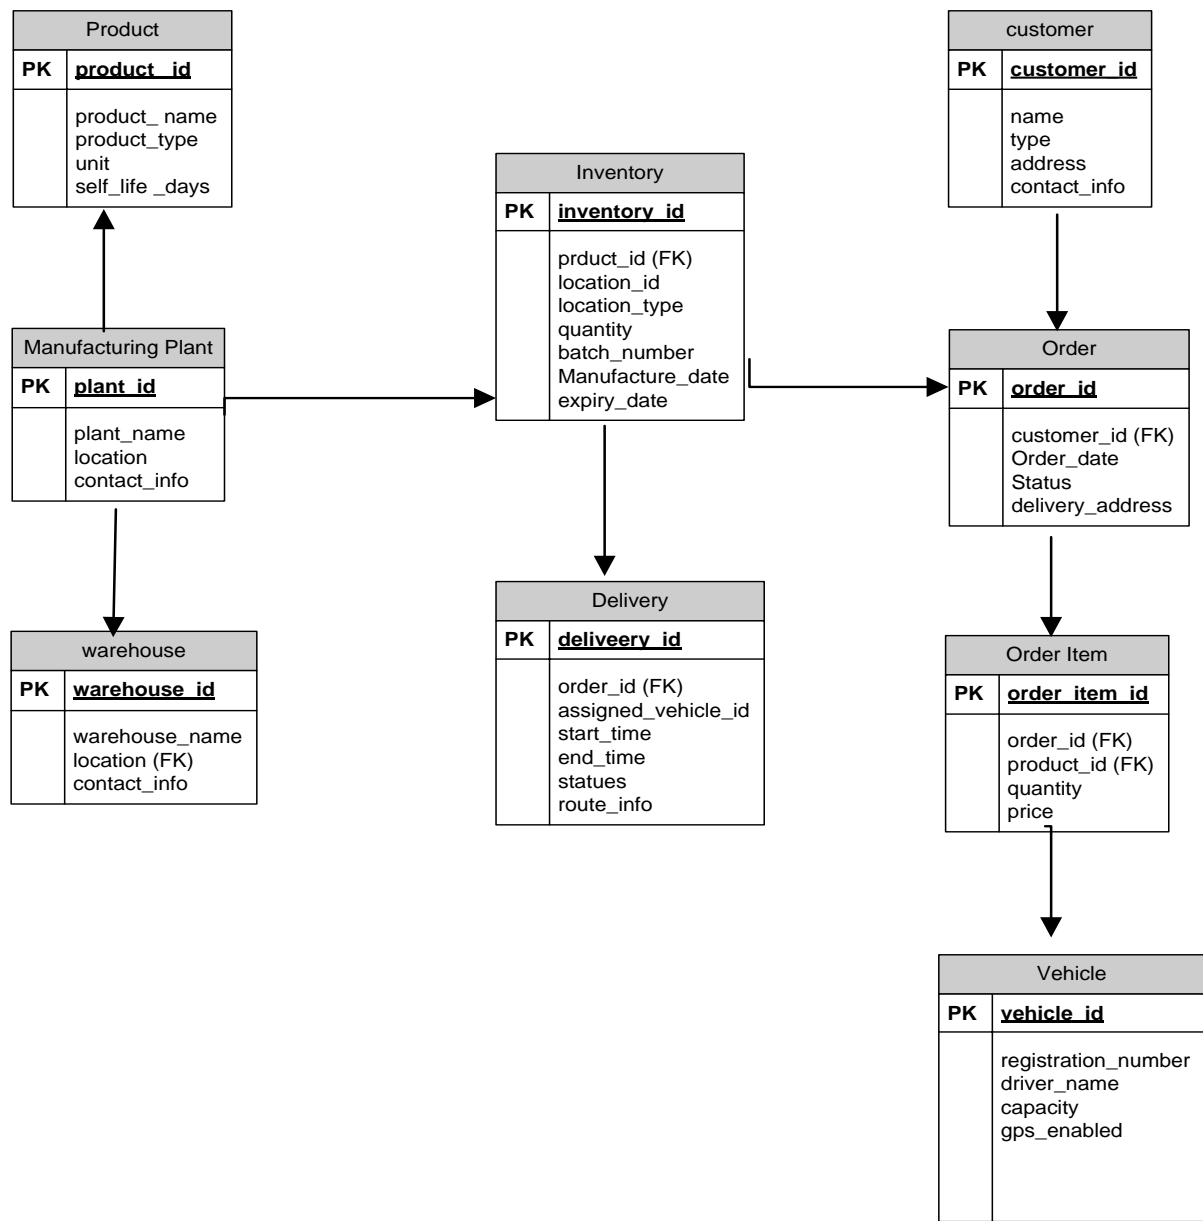 Product
PK product_id
product_ name
product_type
unit
self_life _days
customer
PK customer_id
name
type
address
contact_info
Inventory
PK inventory_id
prduct_id (FK)
location_id
location_type
quantity
batch_number
Manufacture_date
expiry_date
Manufacturing Plant
PK plant_id
plant_name
location
contact_info
Order
PK order_id
customer_id (FK)
Order_date
Status
delivery_address
warehouse
PK warehouse_id
warehouse_name
location (FK)
contact_info
Delivery
PK deliveery_id
order_id (FK)
assigned_vehicle_id
start_time
end_time
statues
route_info
Order Item
PK order_item_id
order_id (FK)
product_id (FK)
quantity
price
Vehicle
PK vehicle_id
registration_number
driver_name
capacity
gps_enabled